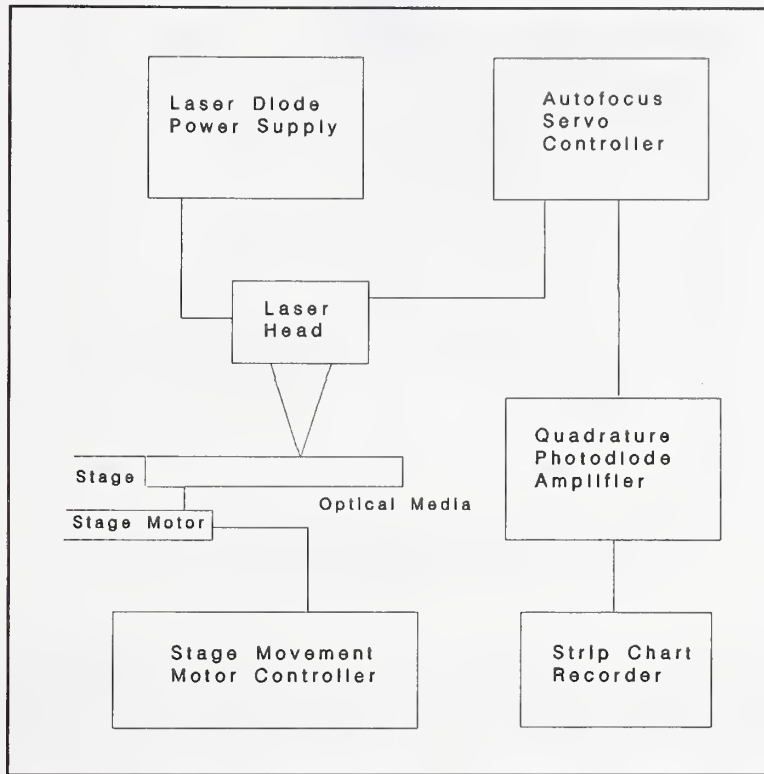 Laser Diode
Power Supply
Autofocus
Servo
Controller
Laser
Head
Stage
Optical Media
Stage Motor
Quadrature
Photodiode
Amplifier
Stage Movement
Motor Controller
Strip Chart
Recorder